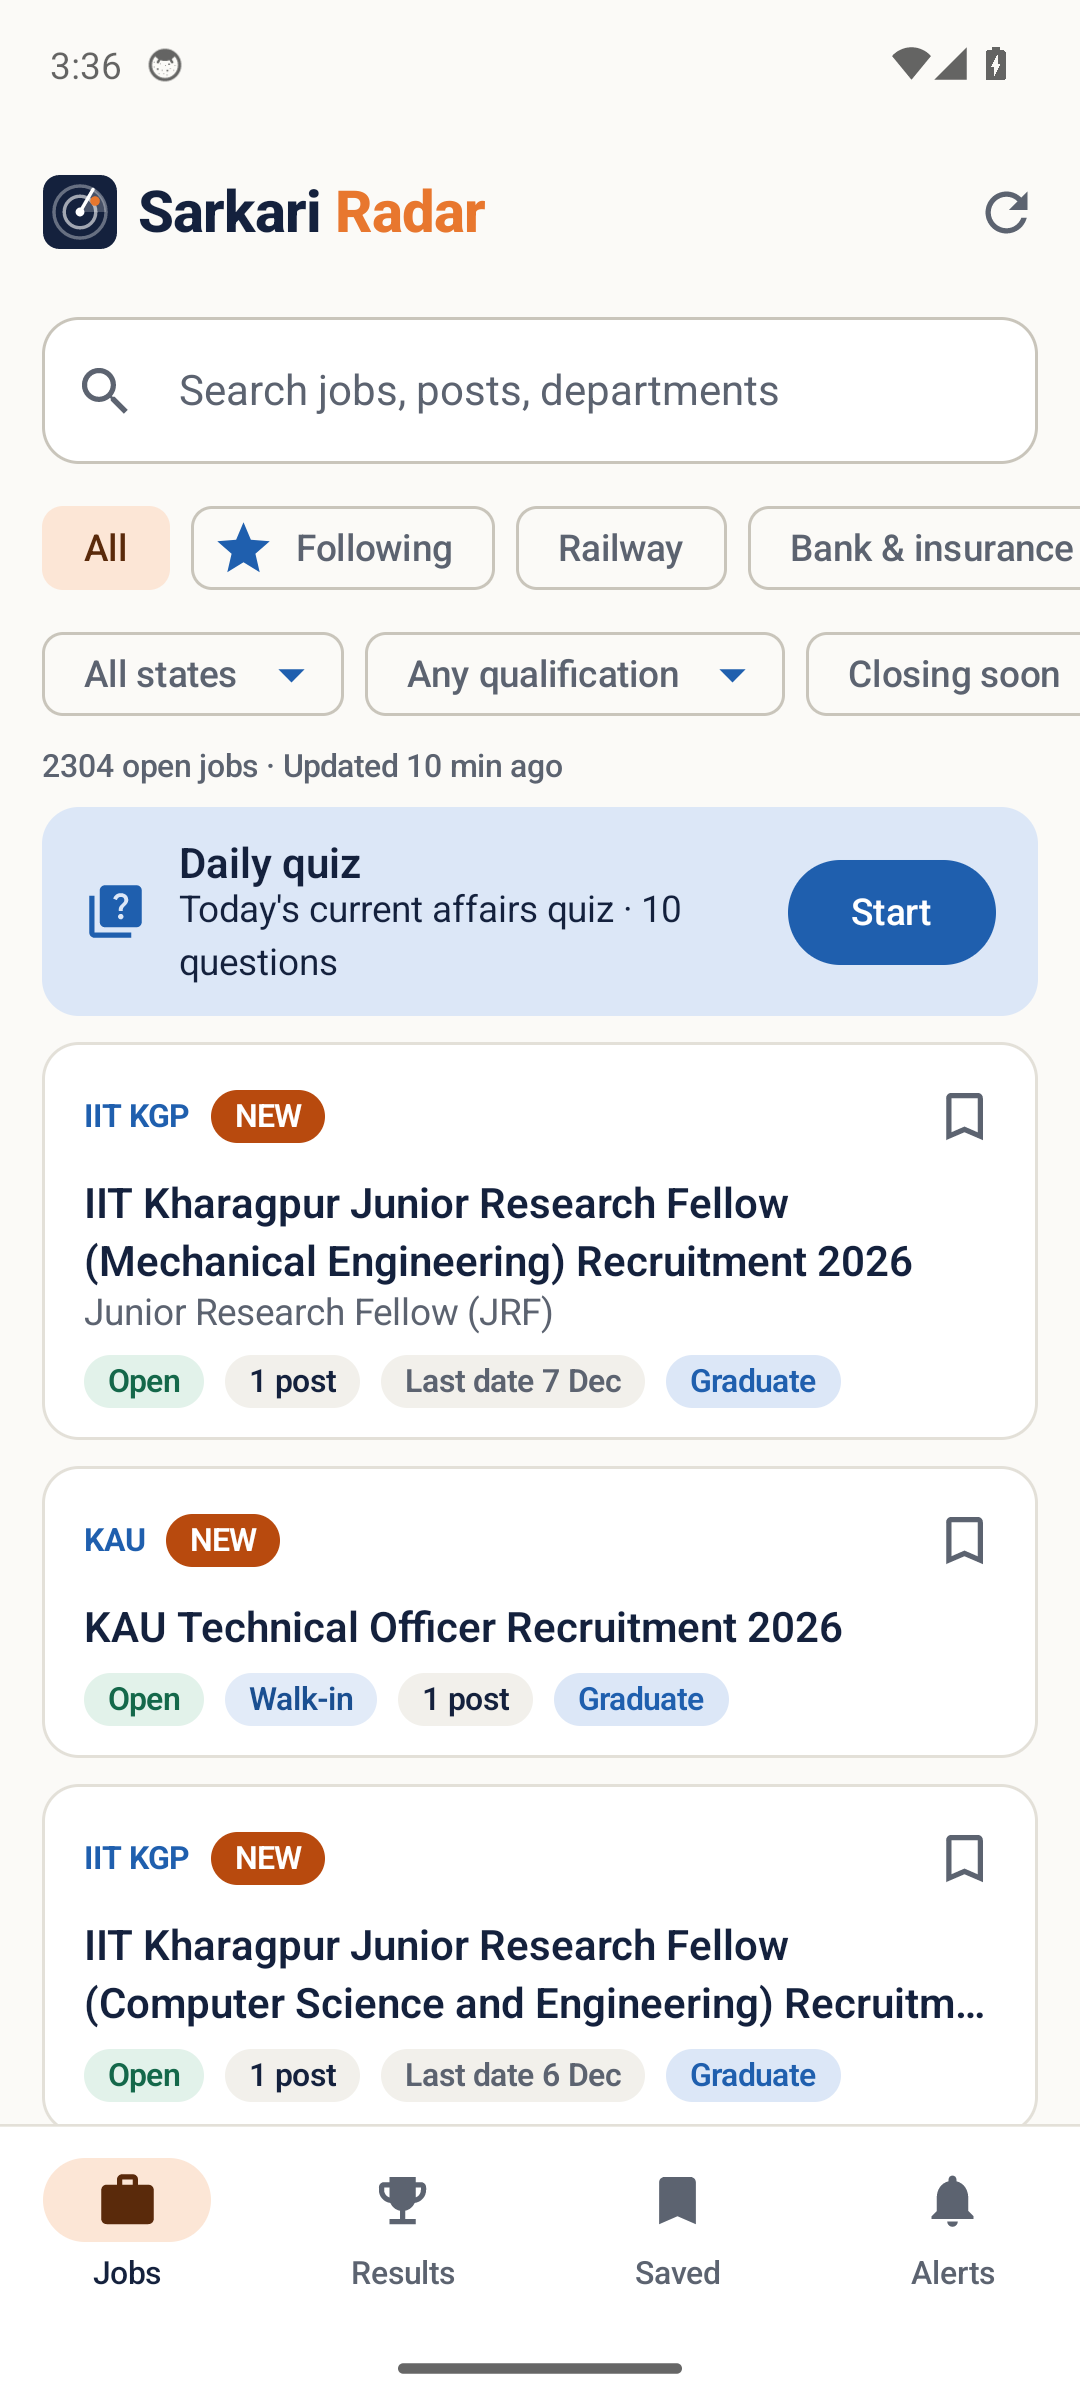 3:36
Sarkari Radar
Search jobs, posts, departments
All
Following
Railway
Bank & insurance
All states
Any qualification
Closing soon
2304 open jobs · Updated 10 min ago
Daily quiz
Today's current affairs quiz · 10
questions
Start
IIT KGP NEW
IIT Kharagpur Junior Research Fellow
(Mechanical Engineering) Recruitment 2026
Junior Research Fellow (JRF)
Open 1 post Last date 7 Dec Graduate
KAU NEW
KAU Technical Officer Recruitment 2026
Open Walk-in 1 post Graduate
IIT KGP NEW
IIT Kharagpur Junior Research Fellow
(Computer Science and Engineering) Recruitm...
Open 1 post Last date 6 Dec Graduate
Jobs
Results
Saved
Alerts